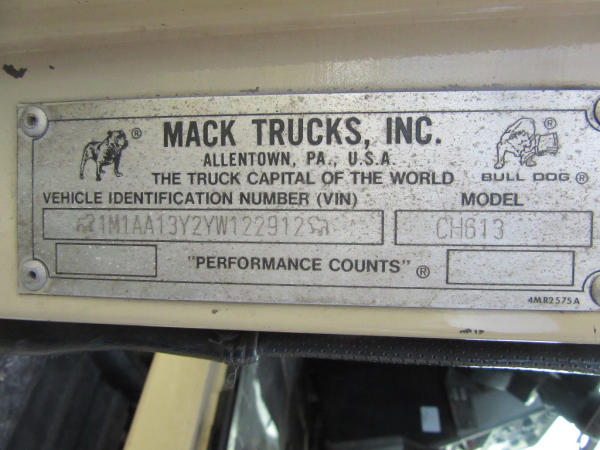 ® MACK TRUCKS, INC. ®
ALLENTOWN, PA., U.S.A.
THE TRUCK CAPITAL OF THE WORLD BULL DOG ®
VEHICLE IDENTIFICATION NUMBER (VIN) MODEL
1M1AA13Y2YW122912 CH613
"PERFORMANCE COUNTS" ®
4MR2575A